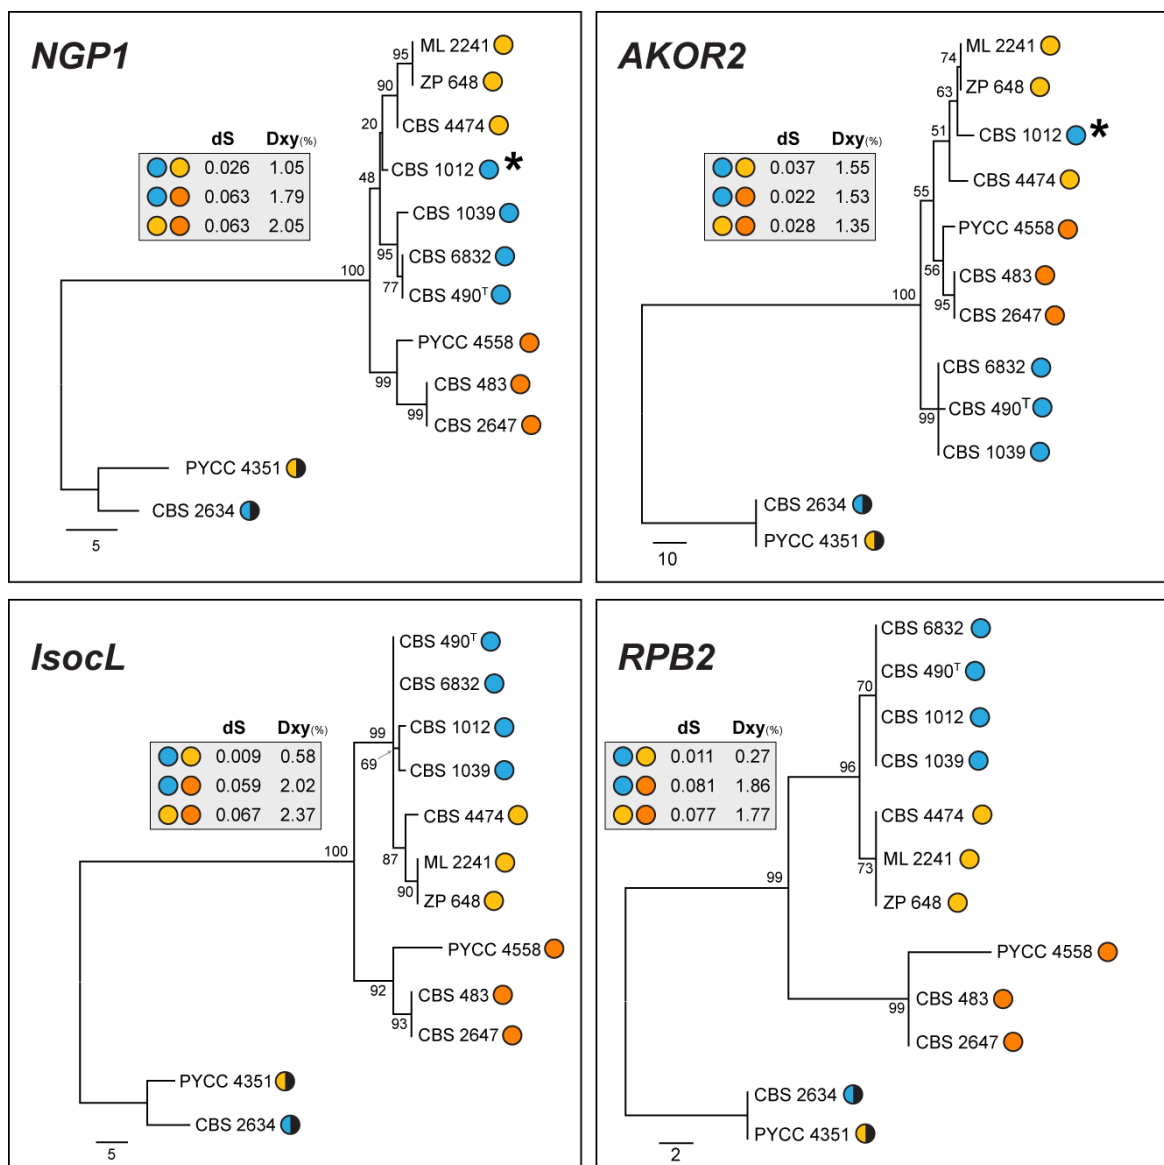 NGP1
95
ML 2241
ZP 648
90
20
CBS 4474
dS Dxy(%)
0.026 1.05
0.063 1.79
0.063 2.05
CBS 1012 *
48
CBS 1039
95
CBS 6832
77
CBS 490T
100
PYCC 4558
99
CBS 483
99
CBS 2647
PYCC 4351
CBS 2634
5
AKOR2
74
ML 2241
63
ZP 648
51
CBS 1012 *
dS Dxy(%)
0.037 1.55
0.022 1.53
0.028 1.35
CBS 4474
55
PYCC 4558
56
CBS 483
95
CBS 2647
100
CBS 6832
99
CBS 490T
CBS 1039
CBS 2634
PYCC 4351
10
IsocL
CBS 490T
CBS 6832
99
CBS 1012
69
CBS 1039
dS Dxy(%)
0.009 0.58
0.059 2.02
0.067 2.37
CBS 4474
87
ML 2241
90
ZP 648
100
PYCC 4558
92
CBS 483
93
CBS 2647
PYCC 4351
CBS 2634
5
RPB2
CBS 6832
70
CBS 490T
CBS 1012
96
CBS 1039
dS Dxy(%)
0.011 0.27
0.081 1.86
0.077 1.77
CBS 4474
73
ML 2241
ZP 648
99
PYCC 4558
99
CBS 483
CBS 2647
CBS 2634
PYCC 4351
2